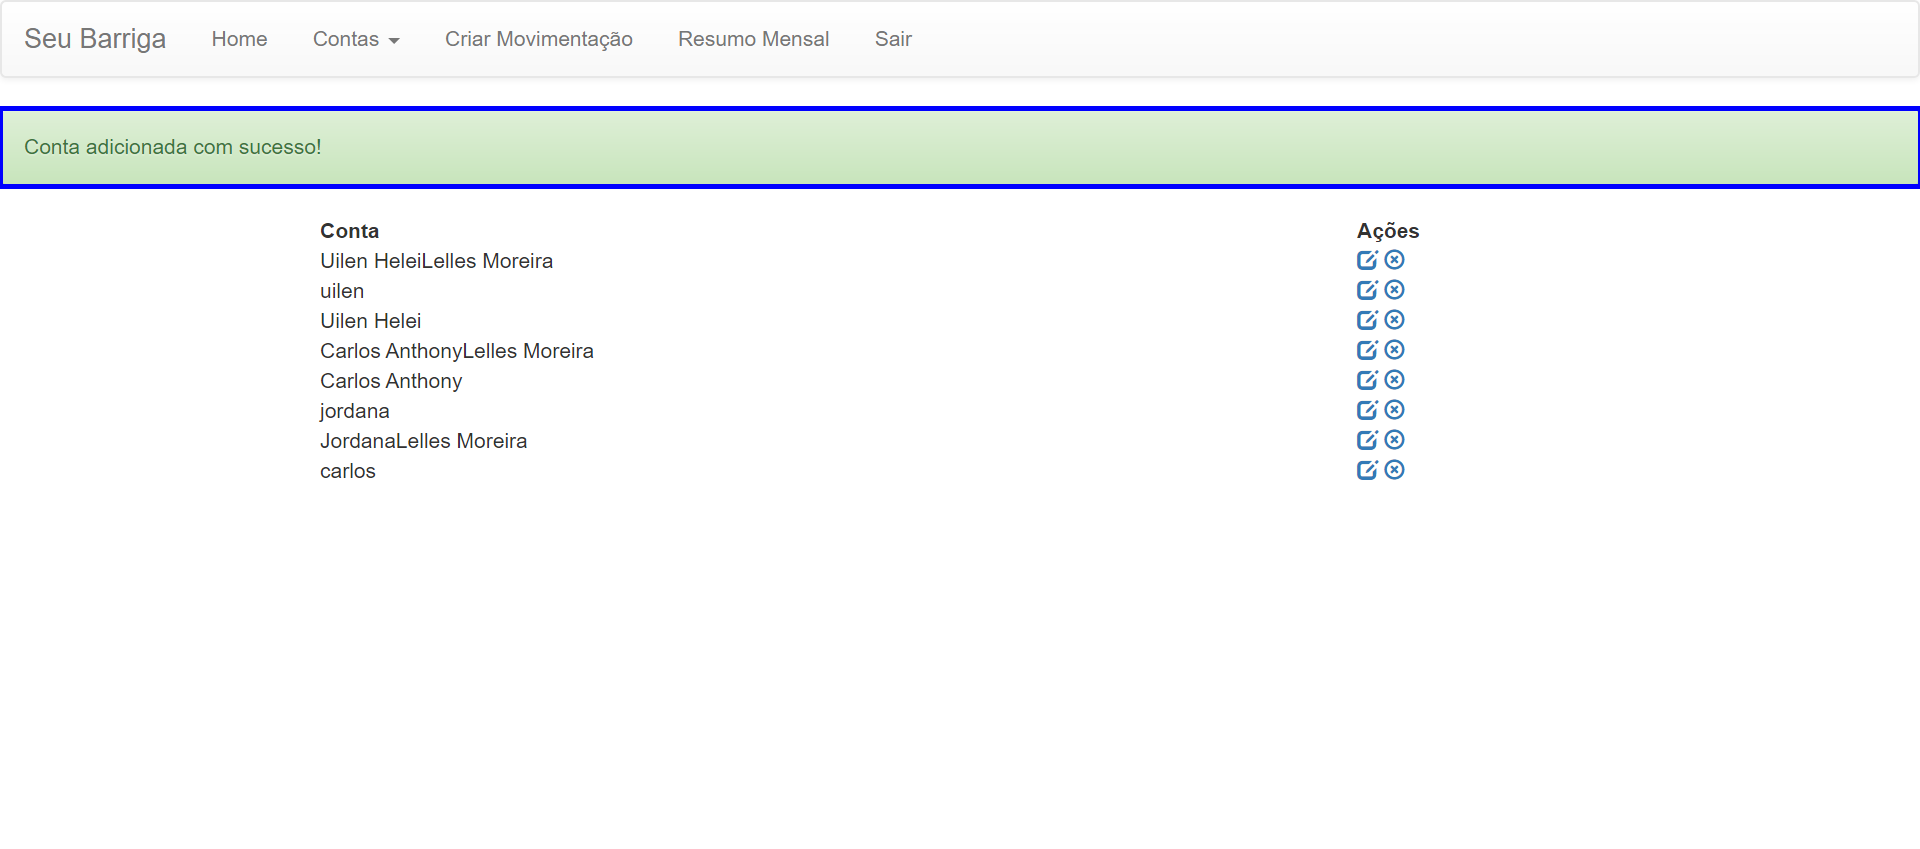 Seu Barriga Home Contas Criar Movimentação Resumo Mensal Sair
Conta adicionada com sucesso!
Conta Ações
Uilen HeleiLelles Moreira
uilen
Uilen Helei
Carlos AnthonyLelles Moreira
Carlos Anthony
jordana
JordanaLelles Moreira
carlos